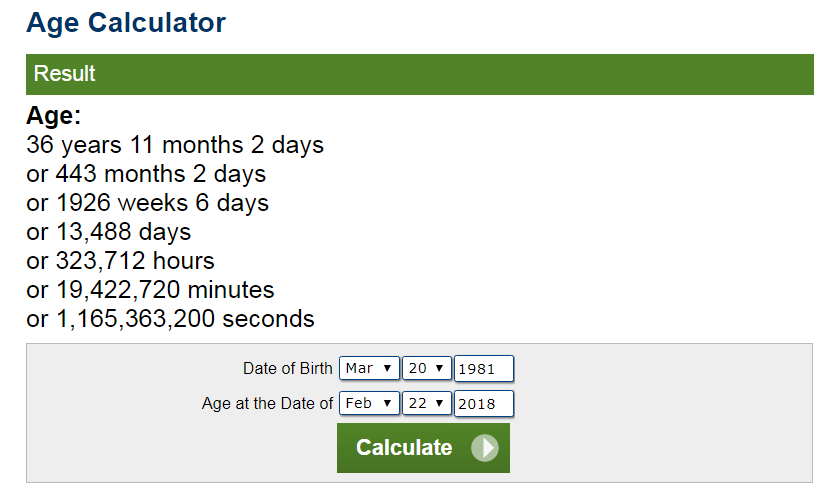 Age Calculator
Result
Age:
36 years 11 months 2 days
or 443 months 2 days
or 1926 weeks 6 days
or 13,488 days
or 323,712 hours
or 19,422,720 minutes
or 1,165,363,200 seconds
Date of Birth Mar 20 1981
Age at the Date of Feb 22 2018
Calculate